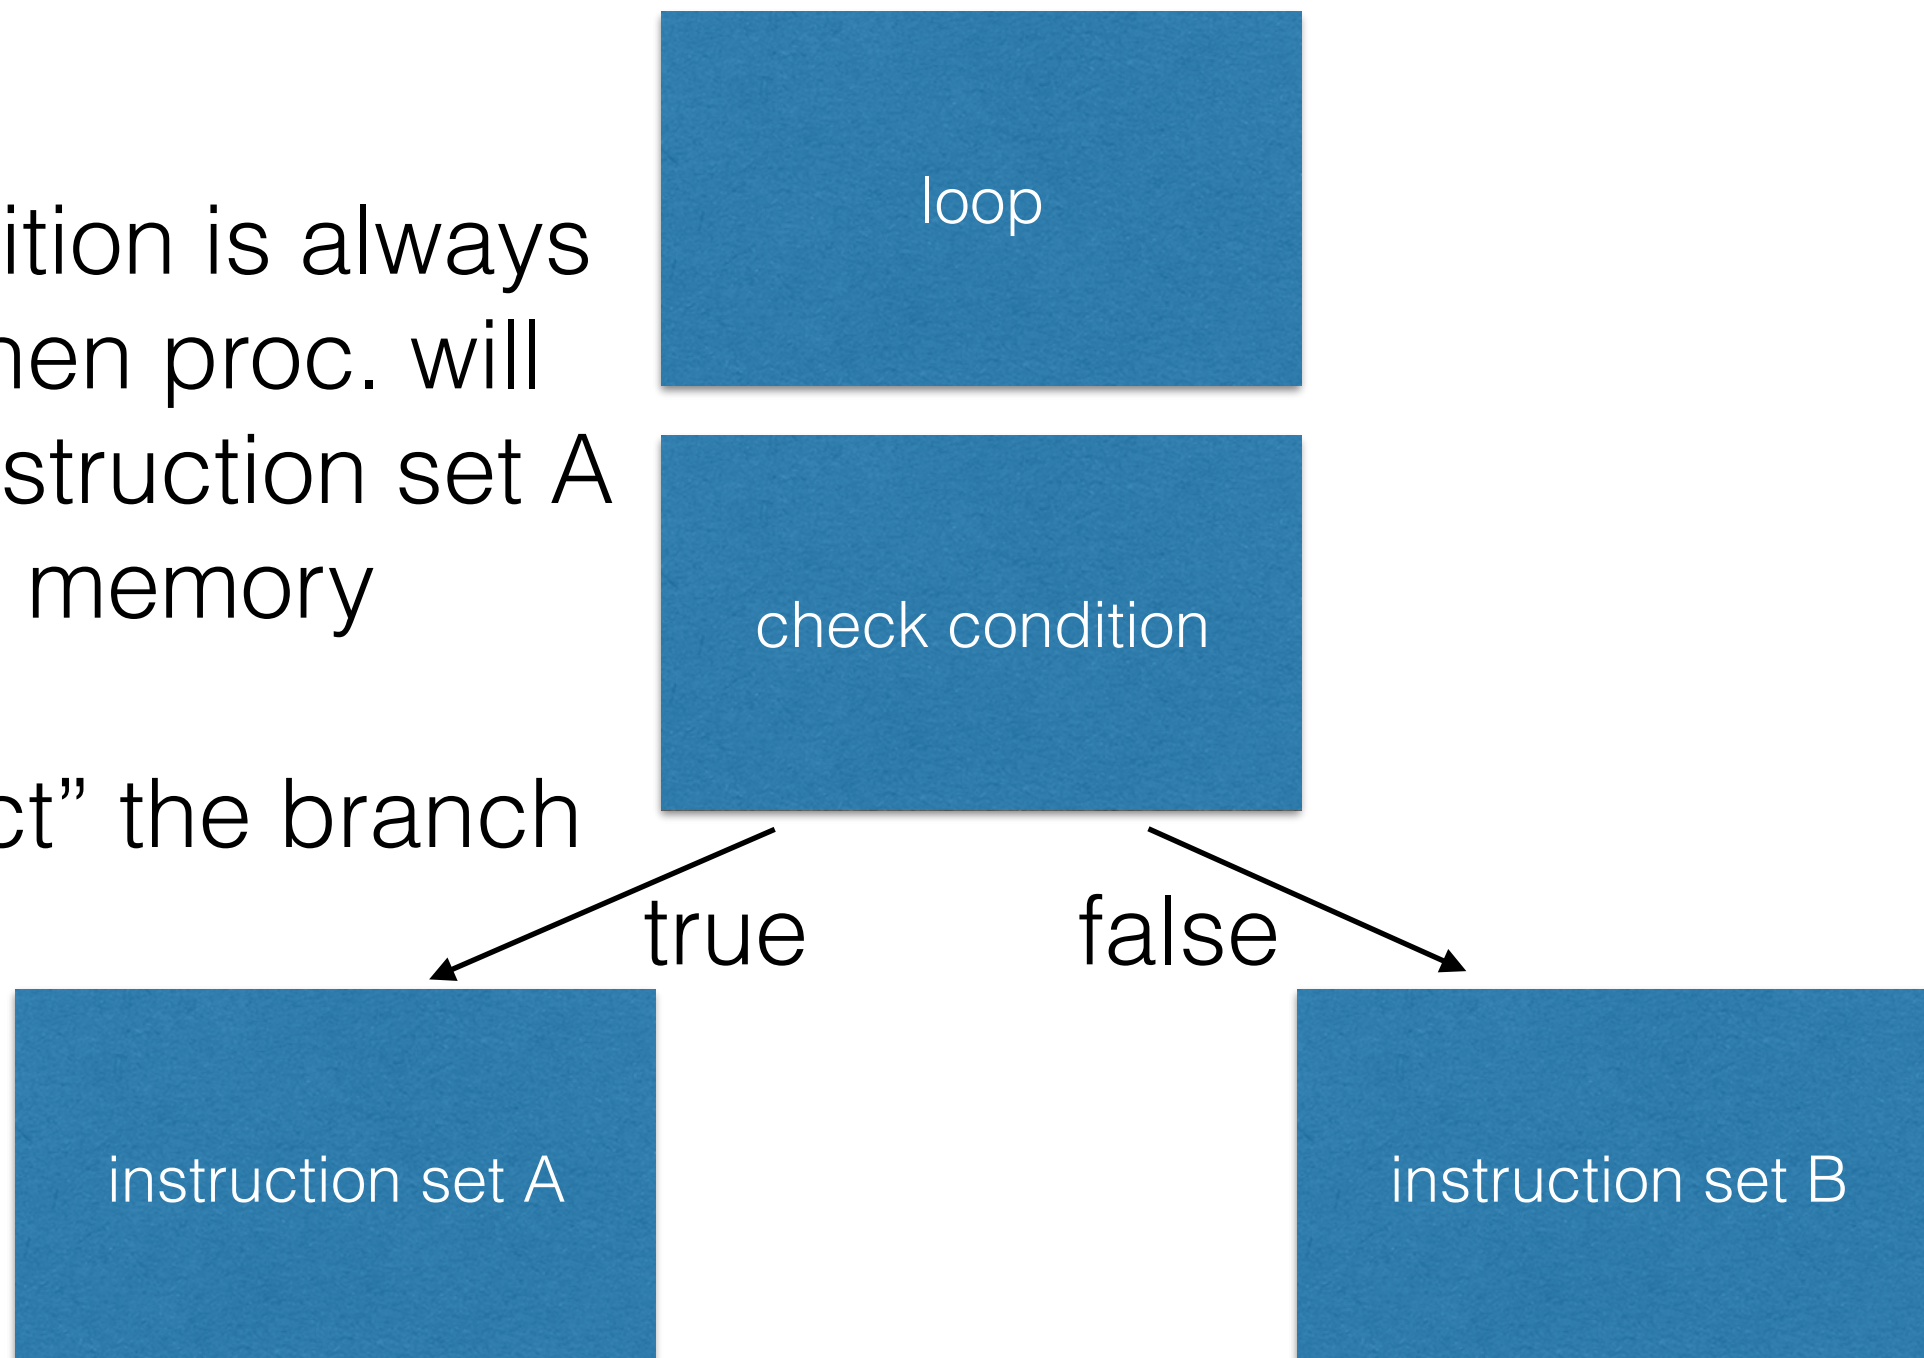 loop
ition is always
nen proc. will
struction set A
memory
check condition
ct” the branch
true
false
instruction set A
instruction set B